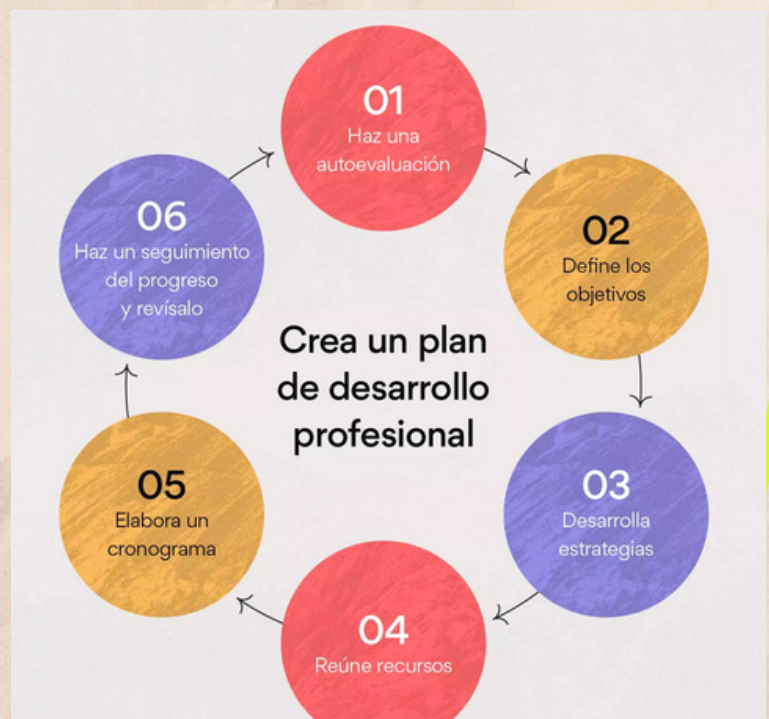 01
Haz una
autoevaluación
02
Define los
objetivos
03
Desarrolla
estrategias
04
Reúne recursos
05
Elabora un
cronograma
06
Haz un seguimiento
del progreso
y revísalo
Crea un plan
de desarrollo
profesional